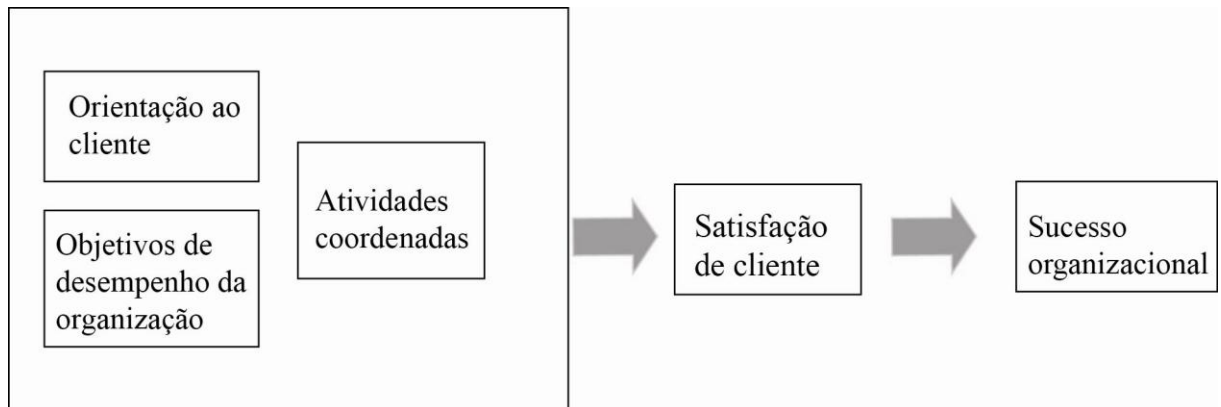 Orientação ao
cliente
Objetivos de
desempenho da
organização
Atividades
coordenadas
Satisfação
de cliente
Sucesso
organizacional